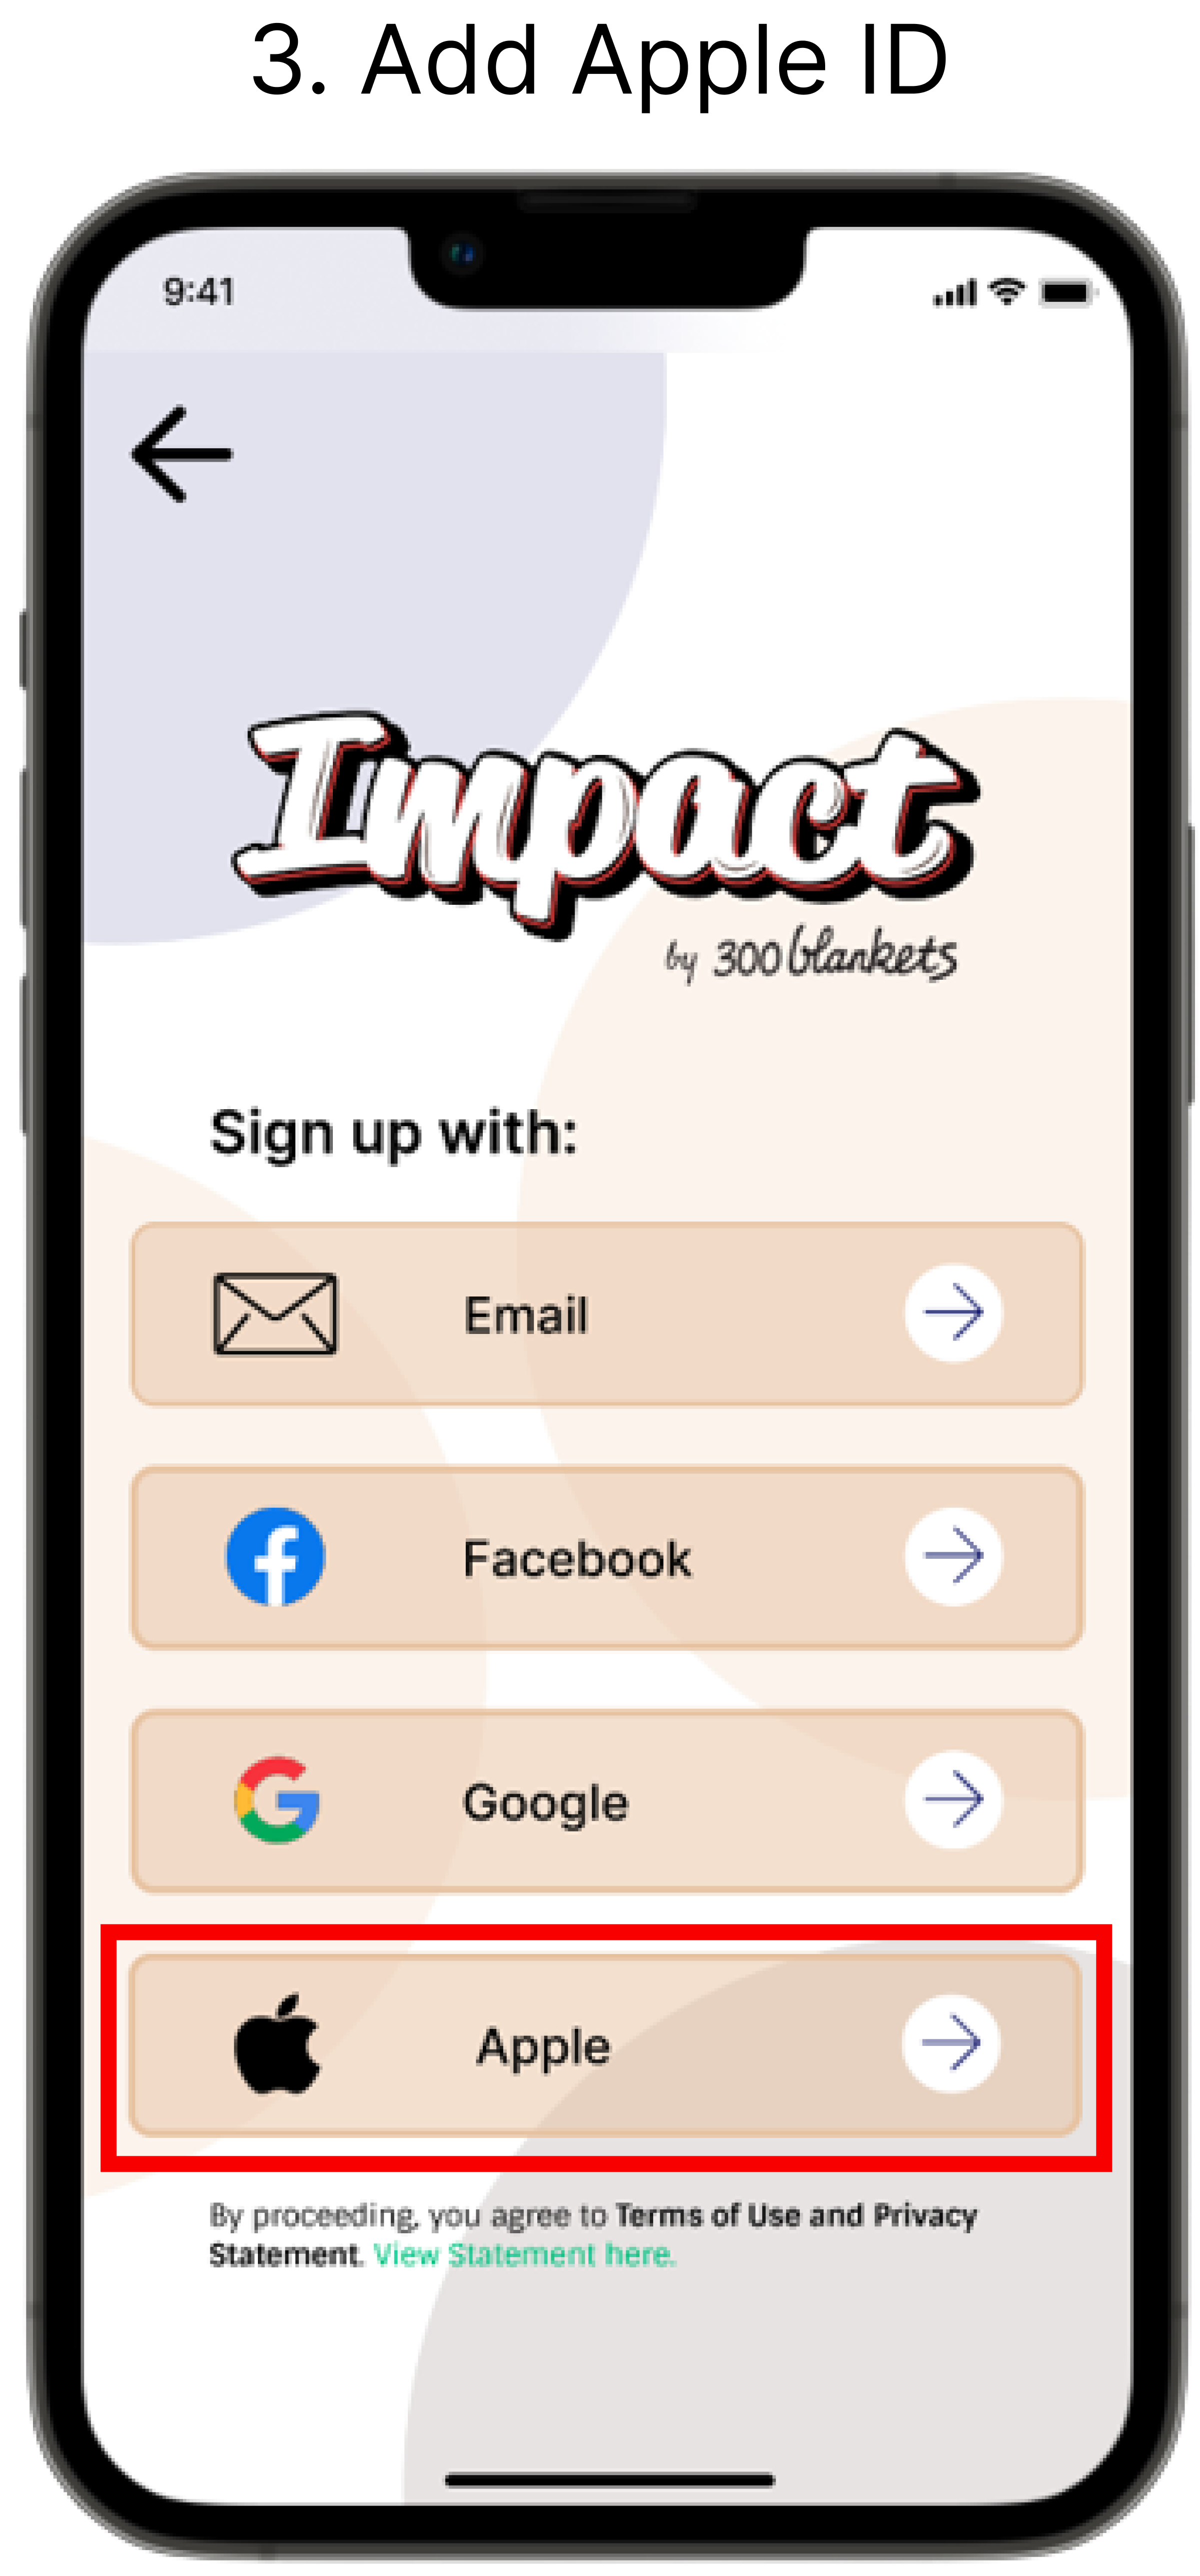 3. Add Apple ID
9:41
Impact
by 300 blankets
Sign up with:
Email
Facebook
Google
Apple
By proceeding, you agree to Terms of Use and Privacy
Statement. View Statement here.